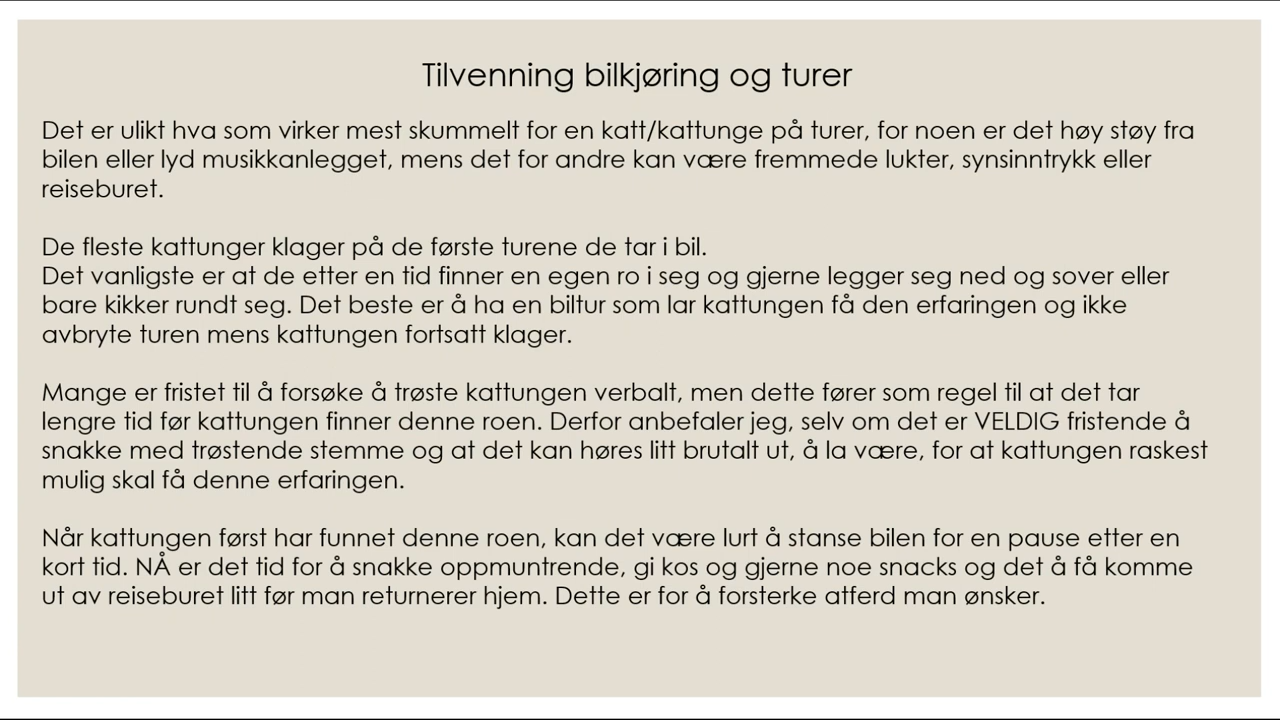 Tilvenning bilkjøring og turer
Det er ulikt hva som virker mest skummelt for en katt/kattunge på turer, for noen er det høy støy fra
bilen eller lyd musikkanlegget, mens det for andre kan være fremmede lukter, synsinntrykk eller
reiseburet.
De fleste kattunger klager på de første turene de tar i bil.
Det vanligste er at de etter en tid finner en egen ro i seg og gjerne legger seg ned og sover eller
bare kikker rundt seg. Det beste er å ha en biltur som lar kattungen få den erfaringen og ikke
avbryte turen mens kattungen fortsatt klager.
Mange er fristet til å forsøke å trøste kattungen verbalt, men dette fører som regel til at det tar
lengre tid før kattungen finner denne roen. Derfor anbefaler jeg, selv om det er VELDIG fristende å
snakke med trøstende stemme og at det kan høres litt brutalt ut, å la være, for at kattungen raskest
mulig skal få denne erfaringen.
Når kattungen først har funnet denne roen, kan det være lurt å stanse bilen for en pause etter en
kort tid. NÅ er det tid for å snakke oppmuntrende, gi kos og gjerne noe snacks og det å få komme
ut av reiseburet litt før man returnerer hjem. Dette er for å forsterke atferd man ønsker.